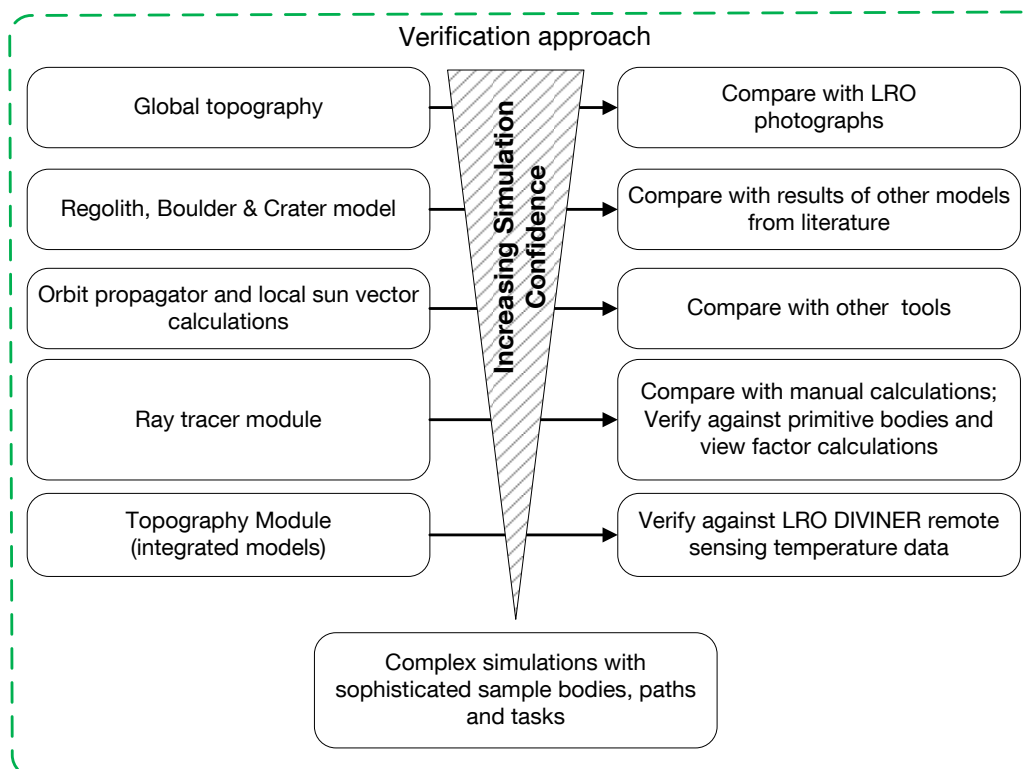 Verification approach
Global topography
Compare with LRO
photographs
Increasing Simulation
Confidence
Regolith, Boulder & Crater model
Compare with results of other models
from literature
Orbit propagator and local sun vector
calculations
Compare with other tools
Ray tracer module
Compare with manual calculations;
Verify against primitive bodies and
view factor calculations
Topography Module
(integrated models)
Verify against LRO DIVINER remote
sensing temperature data
Complex simulations with
sophisticated sample bodies, paths
and tasks